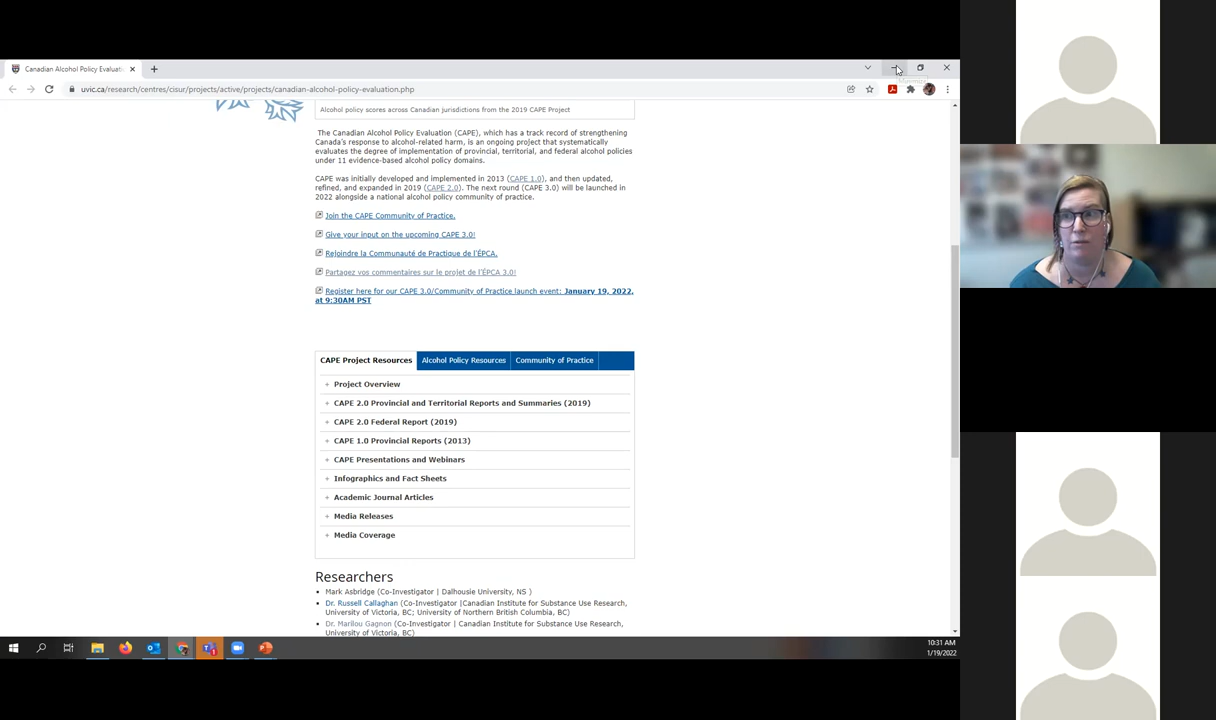 Canadian Alcohol Policy Evaluati
uvic.ca/research/centres/cisur/projects/active/projects/canadian-alcohol-policy-evaluation.php
Minimize
Alcohol policy scores across Canadian jurisdictions from the 2019 CAPE Project
The Canadian Alcohol Policy Evaluation (CAPE), which has a track record of strengthening
Canada's response to alcohol-related harm, is an ongoing project that systematically
evaluates the degree of implementation of provincial, territorial, and federal alcohol policies
under 11 evidence-based alcohol policy domains.
CAPE was initially developed and implemented in 2013 (CAPE 1.0), and then updated,
refined, and expanded in 2019 (CAPE 2.0). The next round (CAPE 3.0) will be launched in
2022 alongside a national alcohol policy community of practice.
Join the CAPE Community of Practice.
Give your input on the upcoming CAPE 3.0!
Rejoindre la Communauté de Practique de l'ÉPCA.
Partagez vos commentaires sur le projet de l'ÉPCA 3.0!
Register here for our CAPE 3.0/Community of Practice launch event: January 19, 2022,
at 9:30AM PST
CAPE Project Resources Alcohol Policy Resources Community of Practice
+ Project Overview
+ CAPE 2.0 Provincial and Territorial Reports and Summaries (2019)
+ CAPE 2.0 Federal Report (2019)
+ CAPE 1.0 Provincial Reports (2013)
+ CAPE Presentations and Webinars
+ Infographics and Fact Sheets
+ Academic Journal Articles
+ Media Releases
+ Media Coverage
Researchers
• Mark Asbridge (Co-Investigator | Dalhousie University, NS )
• Dr. Russell Callaghan (Co-Investigator |Canadian Institute for Substance Use Research,
University of Victoria, BC; University of Northern British Columbia, BC)
• Dr. Marilou Gagnon (Co-Investigator | Canadian Institute for Substance Use Research,
University of Victoria, BC)
10:31 AM
1/19/2022